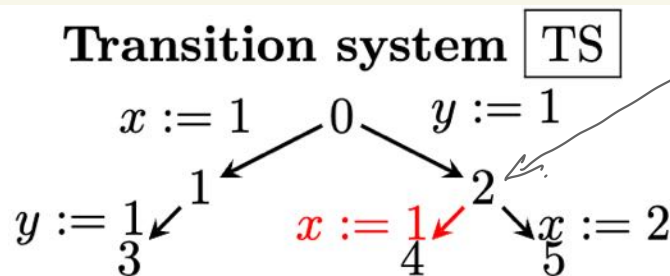 Transition system TS
x := 1 0 y := 1
1 2
y := 1 x := 1 x := 2
3 4 5